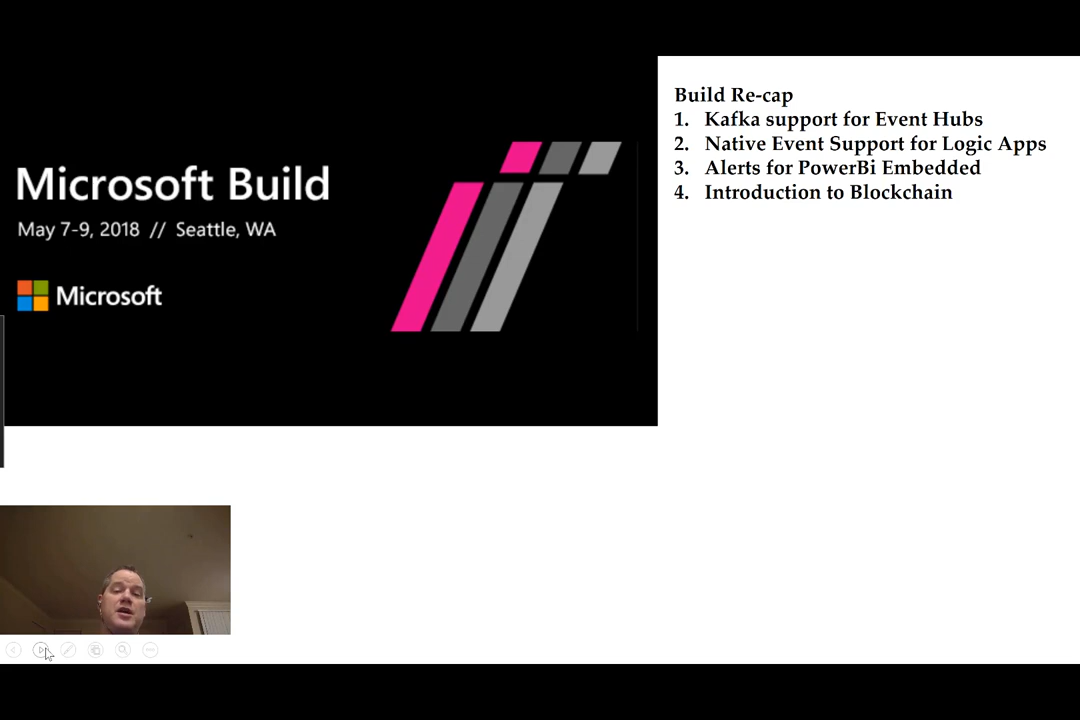 Microsoft Build
May 7-9, 2018 // Seattle, WA
Microsoft
Build Re-cap
1. Kafka support for Event Hubs
2. Native Event Support for Logic Apps
3. Alerts for PowerBi Embedded
4. Introduction to Blockchain